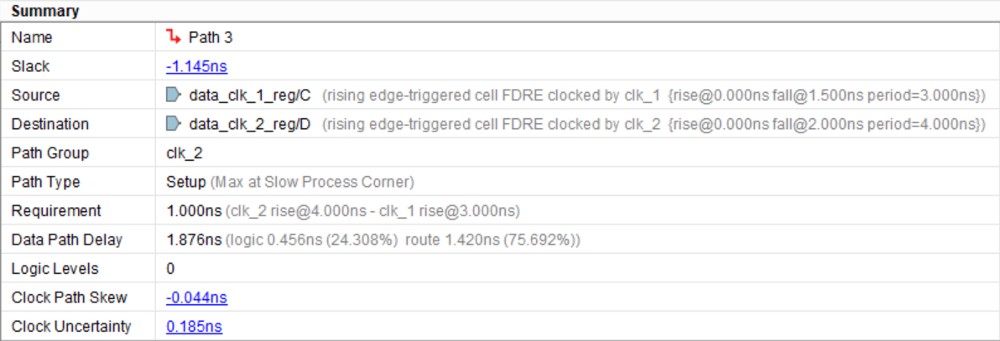 Summary
Name Path 3
Slack -1.145ns
Source data_clk_1_reg/C (rising edge-triggered cell FDRE clocked by clk_1 {rise@0.000ns fall@1.500ns period=3.000ns})
Destination data_clk_2_reg/D (rising edge-triggered cell FDRE clocked by clk_2 {rise@0.000ns fall@2.000ns period=4.000ns})
Path Group clk_2
Path Type Setup (Max at Slow Process Corner)
Requirement 1.000ns (clk_2 rise@4.000ns - clk_1 rise@3.000ns)
Data Path Delay 1.876ns (logic 0.456ns (24.308%) route 1.420ns (75.692%))
Logic Levels 0
Clock Path Skew -0.044ns
Clock Uncertainty 0.185ns